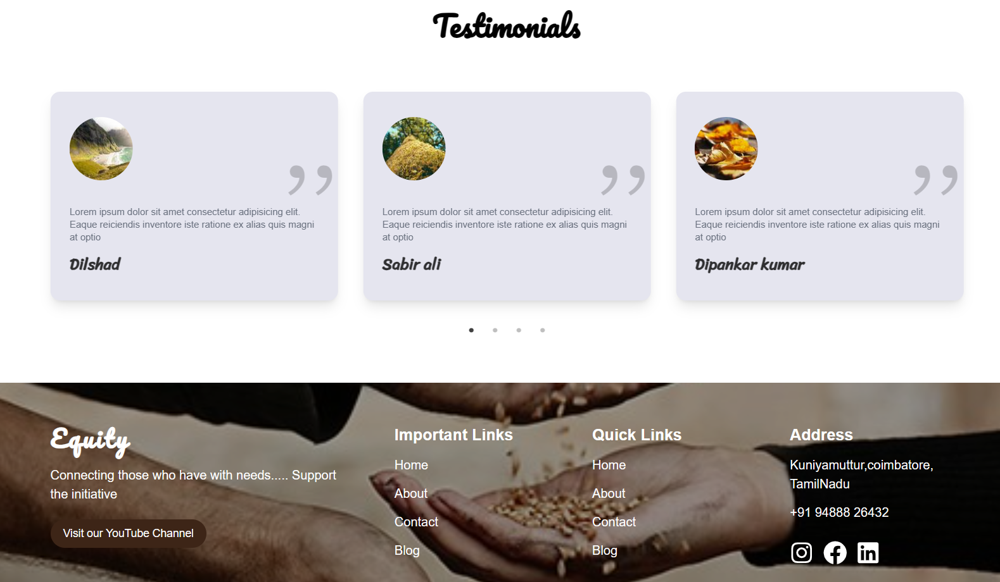 Testimonials
”
Lorem ipsum dolor sit amet consectetur adipisicing elit.
Eaque reiciendis inventore iste ratione ex alias quis magni
at optio
Dilshad
”
Lorem ipsum dolor sit amet consectetur adipisicing elit.
Eaque reiciendis inventore iste ratione ex alias quis magni
at optio
Sabir ali
”
Lorem ipsum dolor sit amet consectetur adipisicing elit.
Eaque reiciendis inventore iste ratione ex alias quis magni
at optio
Dipankar kumar
Equity
Connecting those who have with needs..... Support
the initiative
Visit our YouTube Channel
Important Links
Home
About
Contact
Blog
Quick Links
Home
About
Contact
Blog
Address
Kuniyamuttur,coimbatore,
TamilNadu
+91 94888 26432